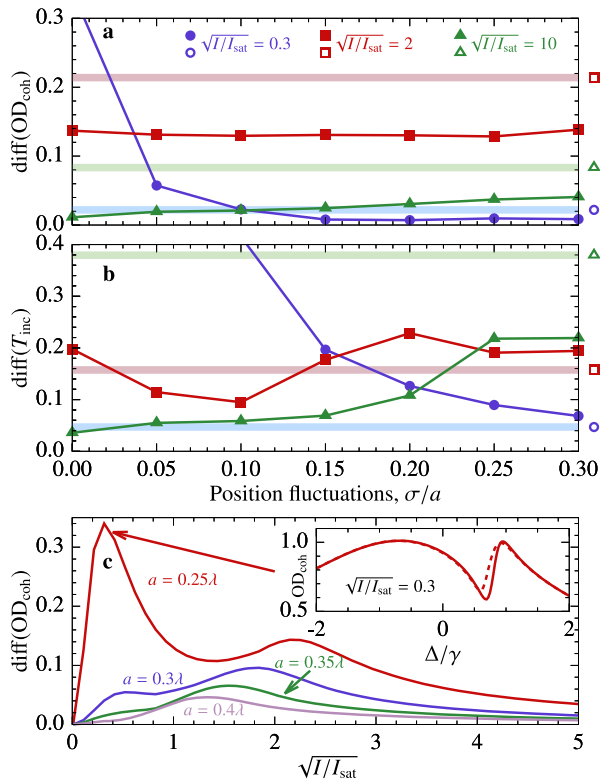 a
√I/I_sat = 0.3
√I/I_sat = 2
√I/I_sat = 10
diff(OD_coh)
0.3
0.2
0.1
0.0
b
diff(T_inc)
0.4
0.3
0.2
0.1
0.0
0.00 0.05 0.10 0.15 0.20 0.25 0.30
Position fluctuations, σ/a
c
diff(OD_coh)
0.3
0.2
0.1
0.0
a = 0.25λ
a = 0.3λ
a = 0.35λ
a = 0.4λ
OD_coh
1.0
0.5
√I/I_sat = 0.3
-2 0 2
Δ/γ
0 1 2 3 4 5
√I/I_sat